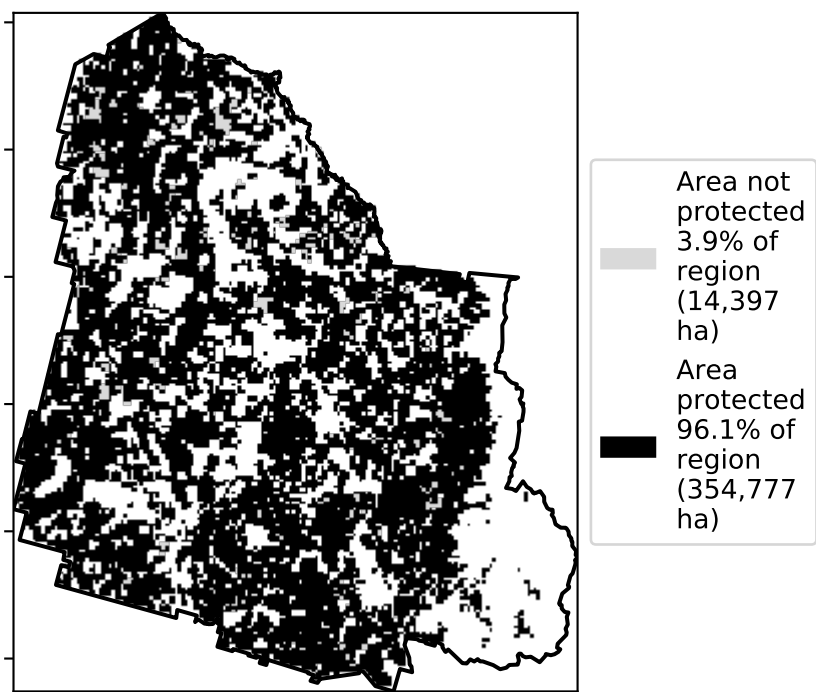 Area not
protected
3.9% of
region
(14,397
ha)
Area
protected
96.1% of
region
(354,777
ha)